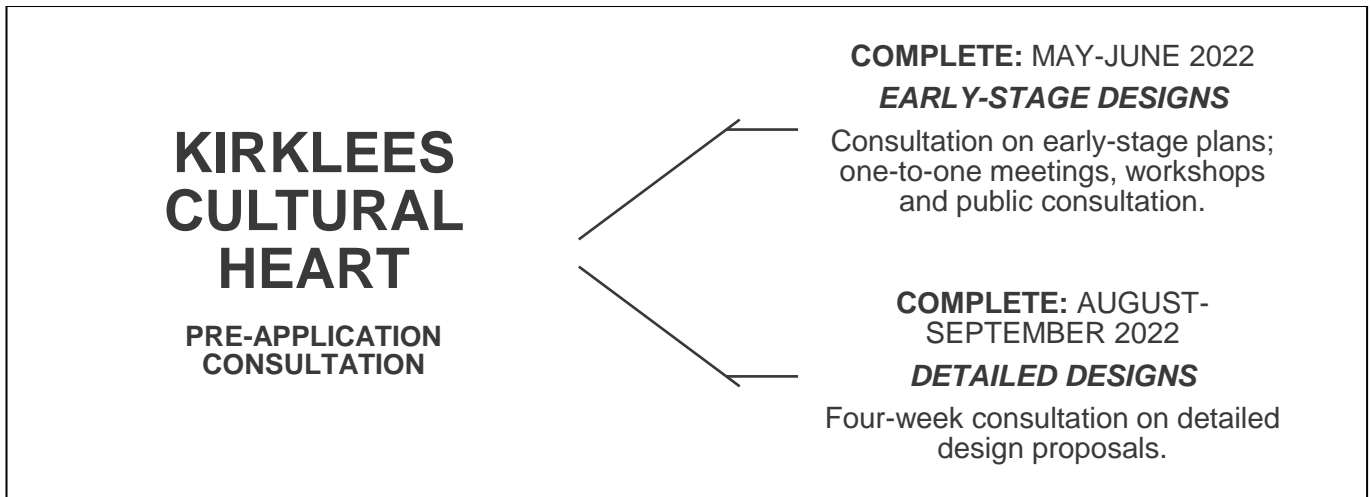 KIRKLEES
CULTURAL
HEART
PRE-APPLICATION
CONSULTATION
COMPLETE: MAY-JUNE 2022
EARLY-STAGE DESIGNS
Consultation on early-stage plans;
one-to-one meetings, workshops
and public consultation.
COMPLETE: AUGUST-
SEPTEMBER 2022
DETAILED DESIGNS
Four-week consultation on detailed
design proposals.